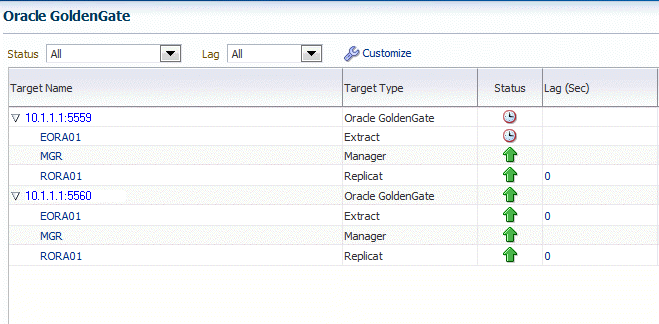 Oracle GoldenGate
Status All Lag All Customize
Target Name Target Type Status Lag (Sec)
10.1.1.1:5559 Oracle GoldenGate
EORA01 Extract
MGR Manager
RORA01 Replicat 0
10.1.1.1:5560 Oracle GoldenGate
EORA01 Extract 0
MGR Manager
RORA01 Replicat 0